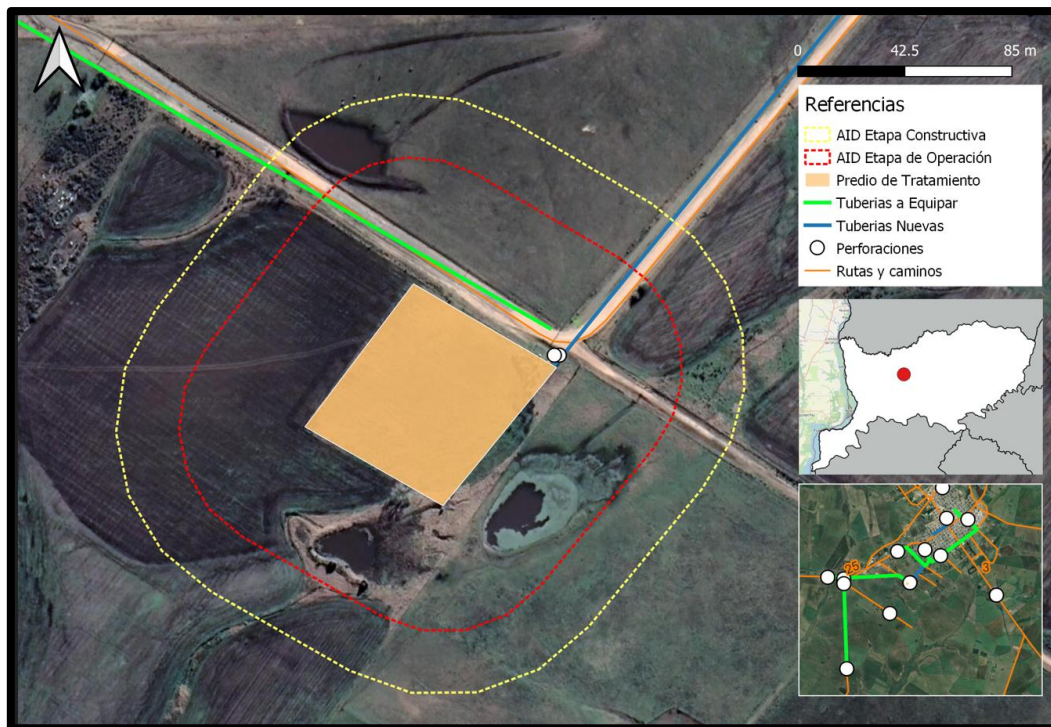 0 42.5 85 m
Referencias
AID Etapa Constructiva
AID Etapa de Operación
Predio de Tratamiento
Tuberias a Equipar
Tuberias Nuevas
Perforaciones
Rutas y caminos
25
3